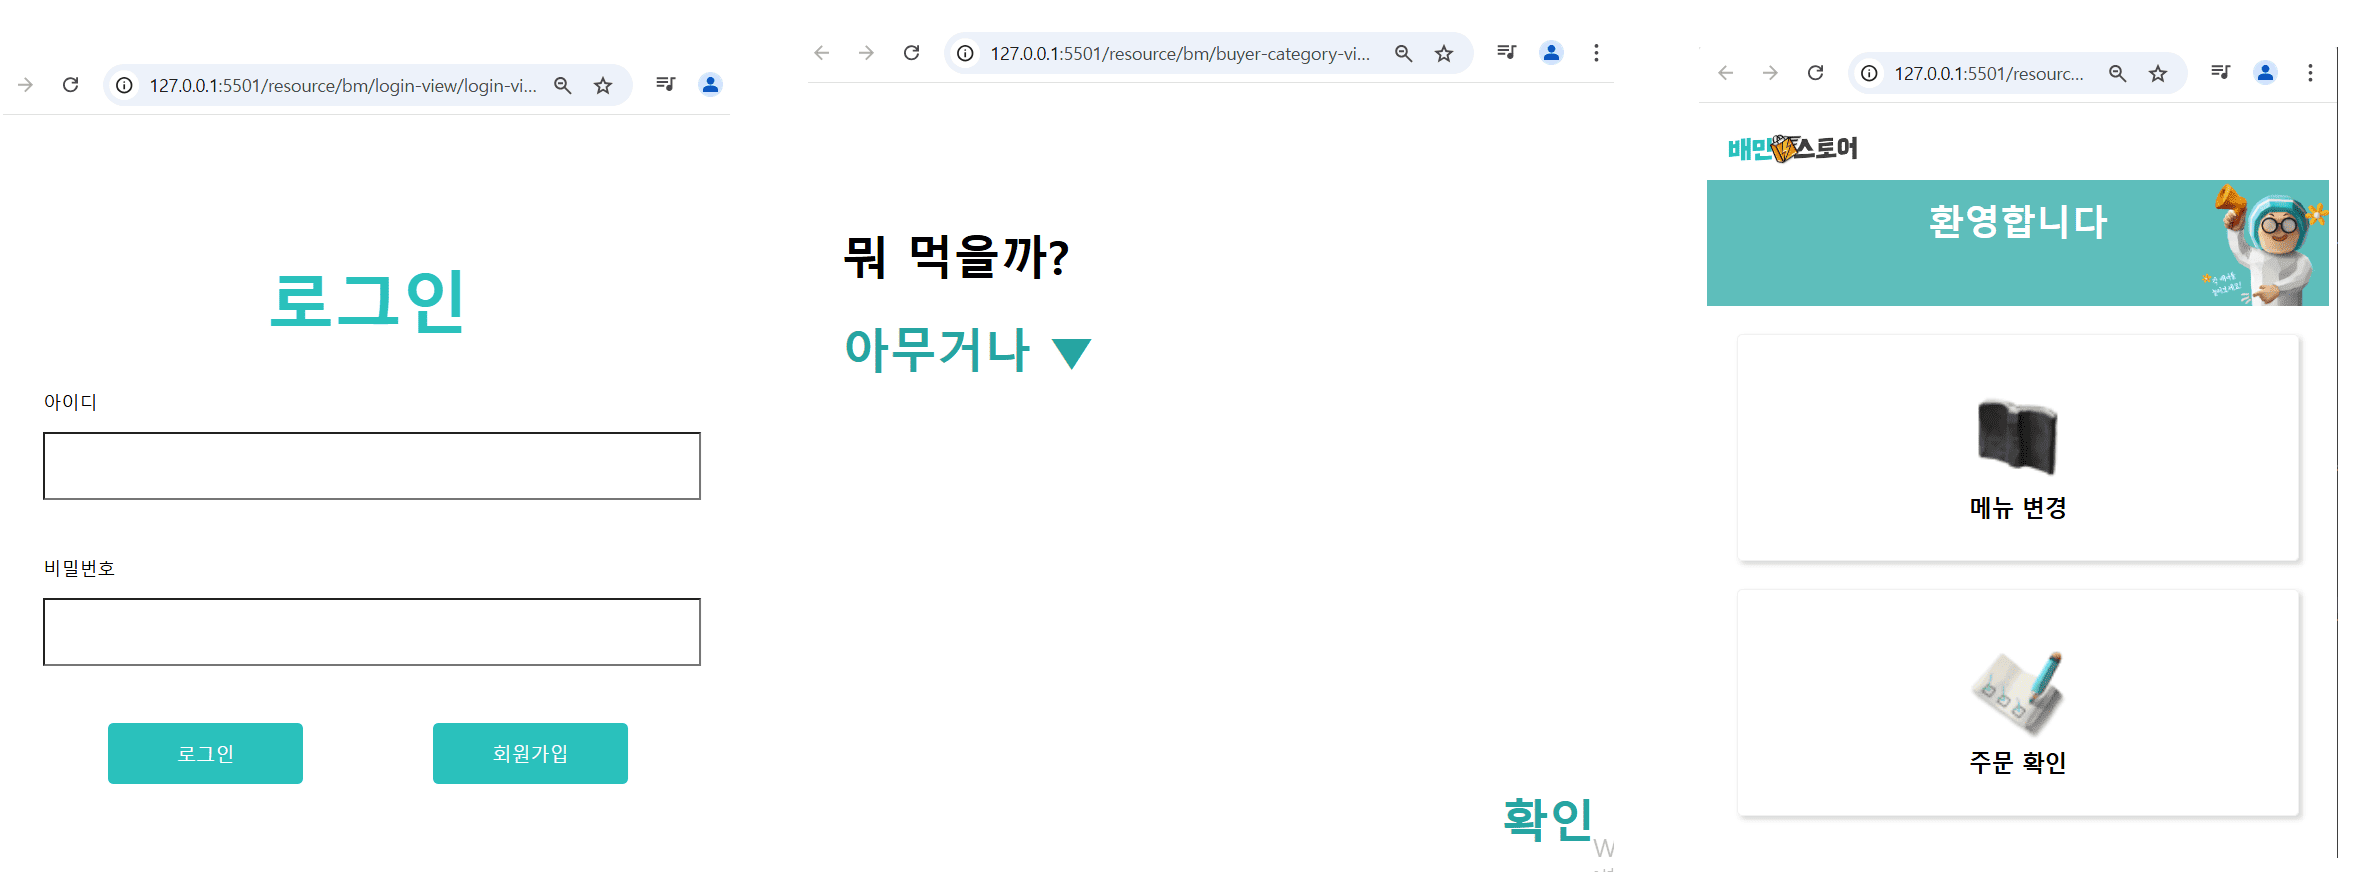 127.0.0.1:5501/resource/bm/login-view/login-vi...
로그인
아이디
비밀번호
로그인
회원가입
127.0.0.1:5501/resource/bm/buyer-category-vi...
뭐 먹을까?
아무거나 ▼
확인
W
127.0.0.1:5501/resourc...
배민스토어
환영합니다
메뉴 변경
주문 확인